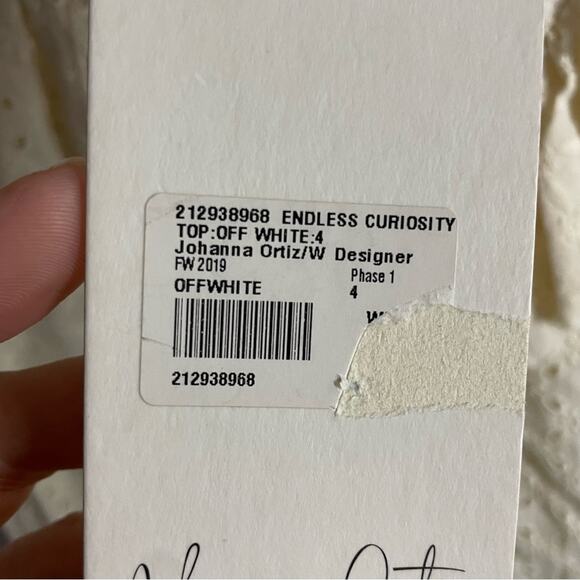 212938968 ENDLESS CURIOSITY
TOP:OFF WHITE:4
Johanna Ortiz/W Designer
FW 2019 Phase 1
OFFWHITE 4
212938968